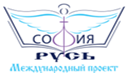 СОФИЯ
РУСЬ
Международный проект